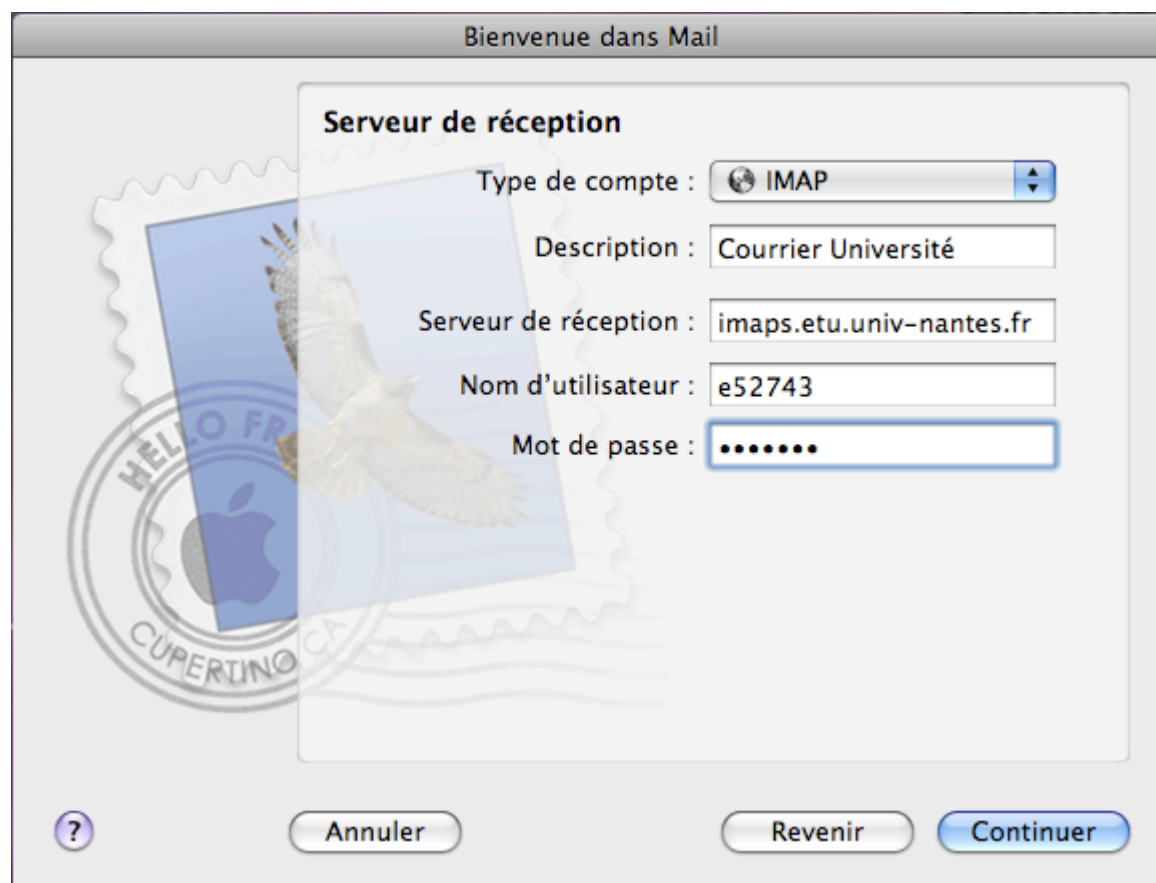 Bienvenue dans Mail
Serveur de réception
Type de compte : IMAP
Description : Courrier Université
Serveur de réception : imaps.etu.univ-nantes.fr
Nom d'utilisateur : e52743
Mot de passe : •••••••
HELLO FR
CUPERTINO CA
? Annuler Revenir Continuer